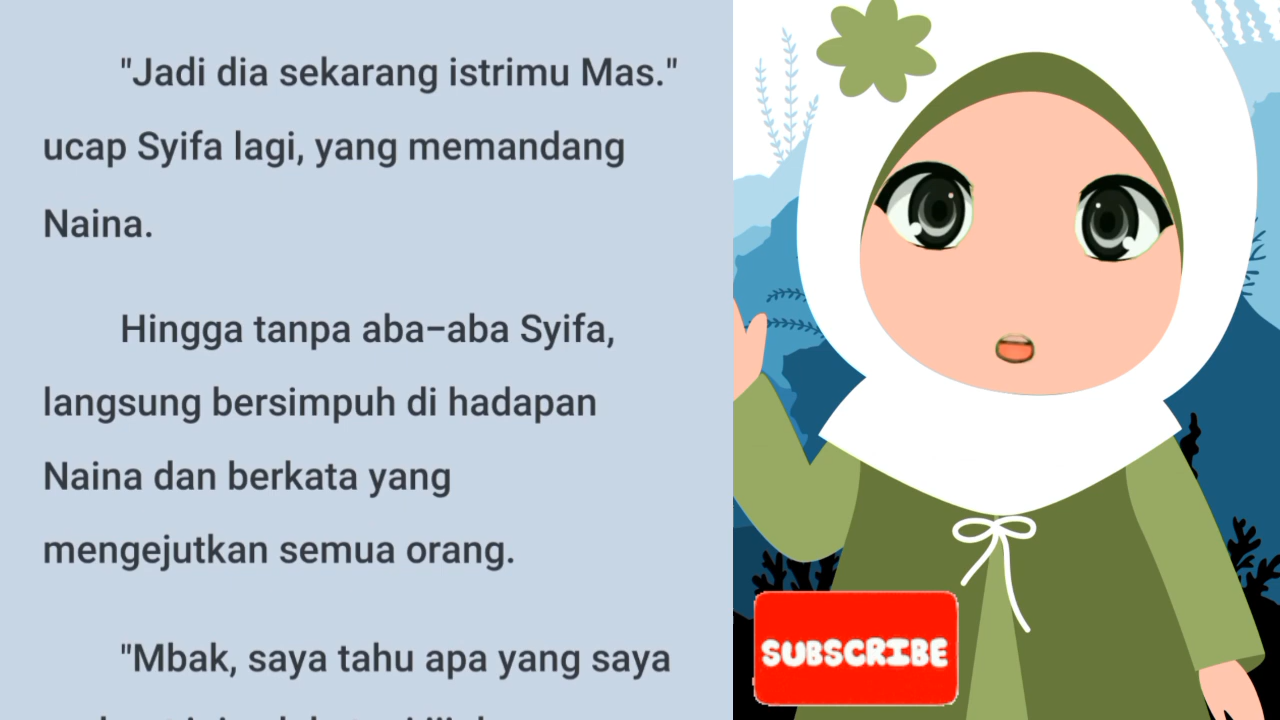 "Jadi dia sekarang istrimu Mas."
ucap Syifa lagi, yang memandang
Naina.
Hingga tanpa aba-aba Syifa,
langsung bersimpuh di hadapan
Naina dan berkata yang
mengejutkan semua orang.
"Mbak, saya tahu apa yang saya
SUBSCRIBE